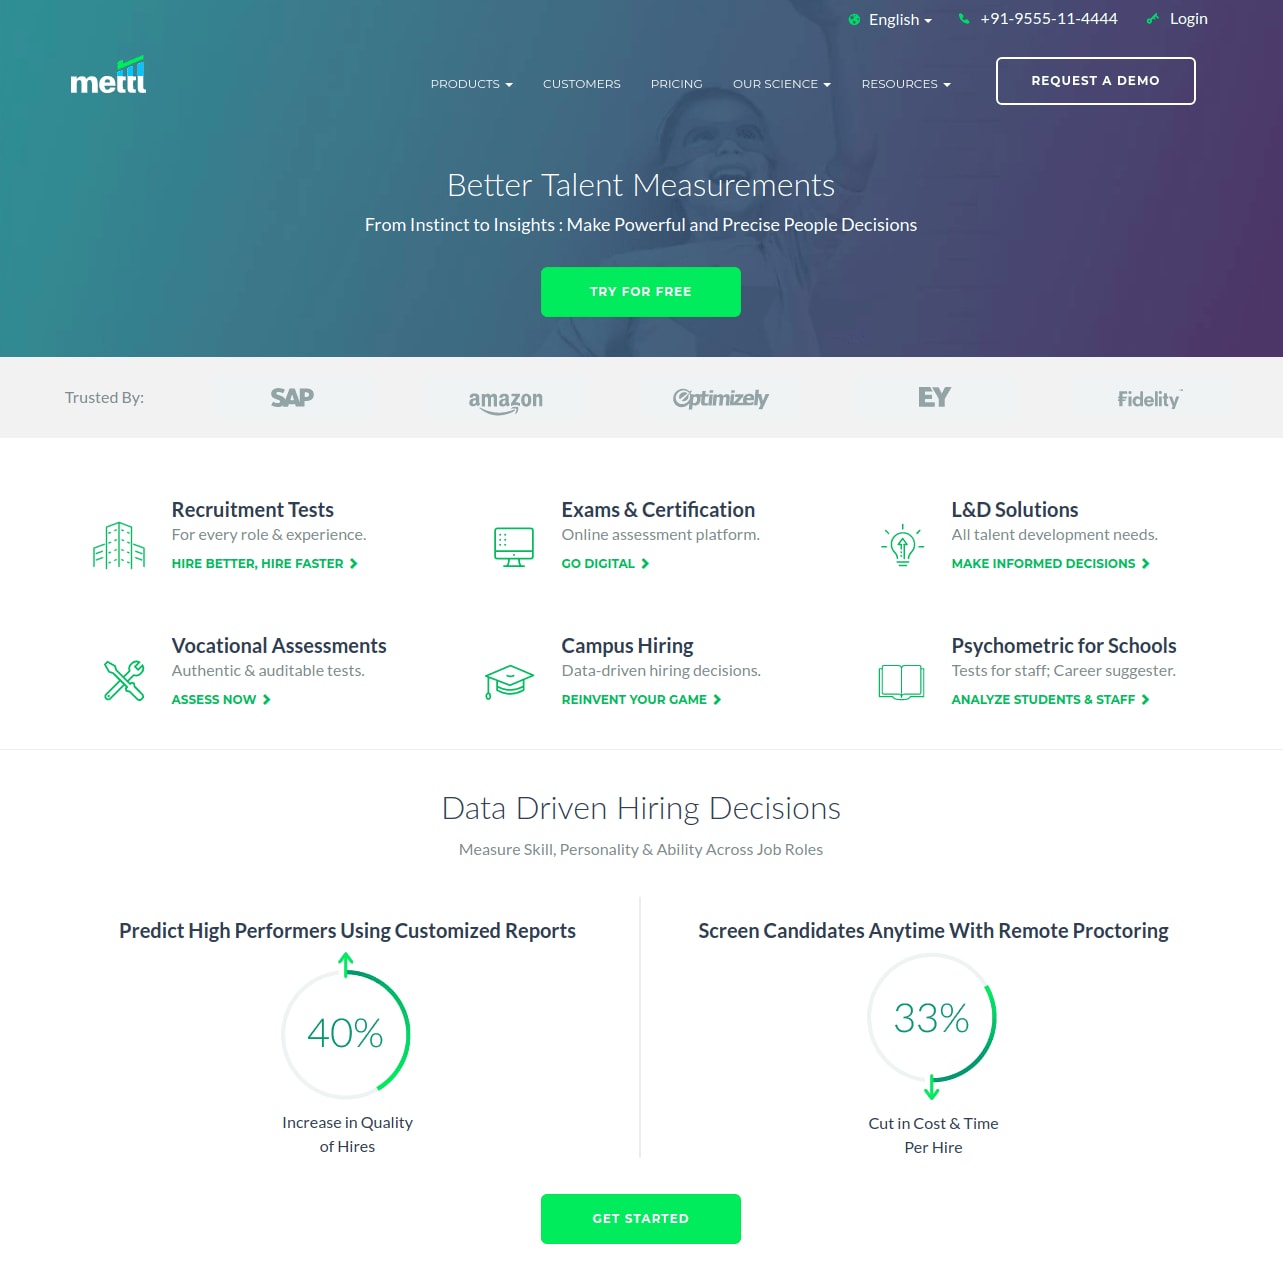 English
+91-9555-11-4444
Login
mettl
PRODUCTS
CUSTOMERS
PRICING
OUR SCIENCE
RESOURCES
REQUEST A DEMO
Better Talent Measurements
From Instinct to Insights : Make Powerful and Precise People Decisions
TRY FOR FREE
Trusted By:
SAP
amazon
Optimizely
EY
Fidelity™
Recruitment Tests
For every role & experience.
HIRE BETTER, HIRE FASTER
Exams & Certification
Online assessment platform.
GO DIGITAL
L&D Solutions
All talent development needs.
MAKE INFORMED DECISIONS
Vocational Assessments
Authentic & auditable tests.
ASSESS NOW
Campus Hiring
Data-driven hiring decisions.
REINVENT YOUR GAME
Psychometric for Schools
Tests for staff; Career suggester.
ANALYZE STUDENTS & STAFF
Data Driven Hiring Decisions
Measure Skill, Personality & Ability Across Job Roles
Predict High Performers Using Customized Reports
40%
Increase in Quality
of Hires
Screen Candidates Anytime With Remote Proctoring
33%
Cut in Cost & Time
Per Hire
GET STARTED